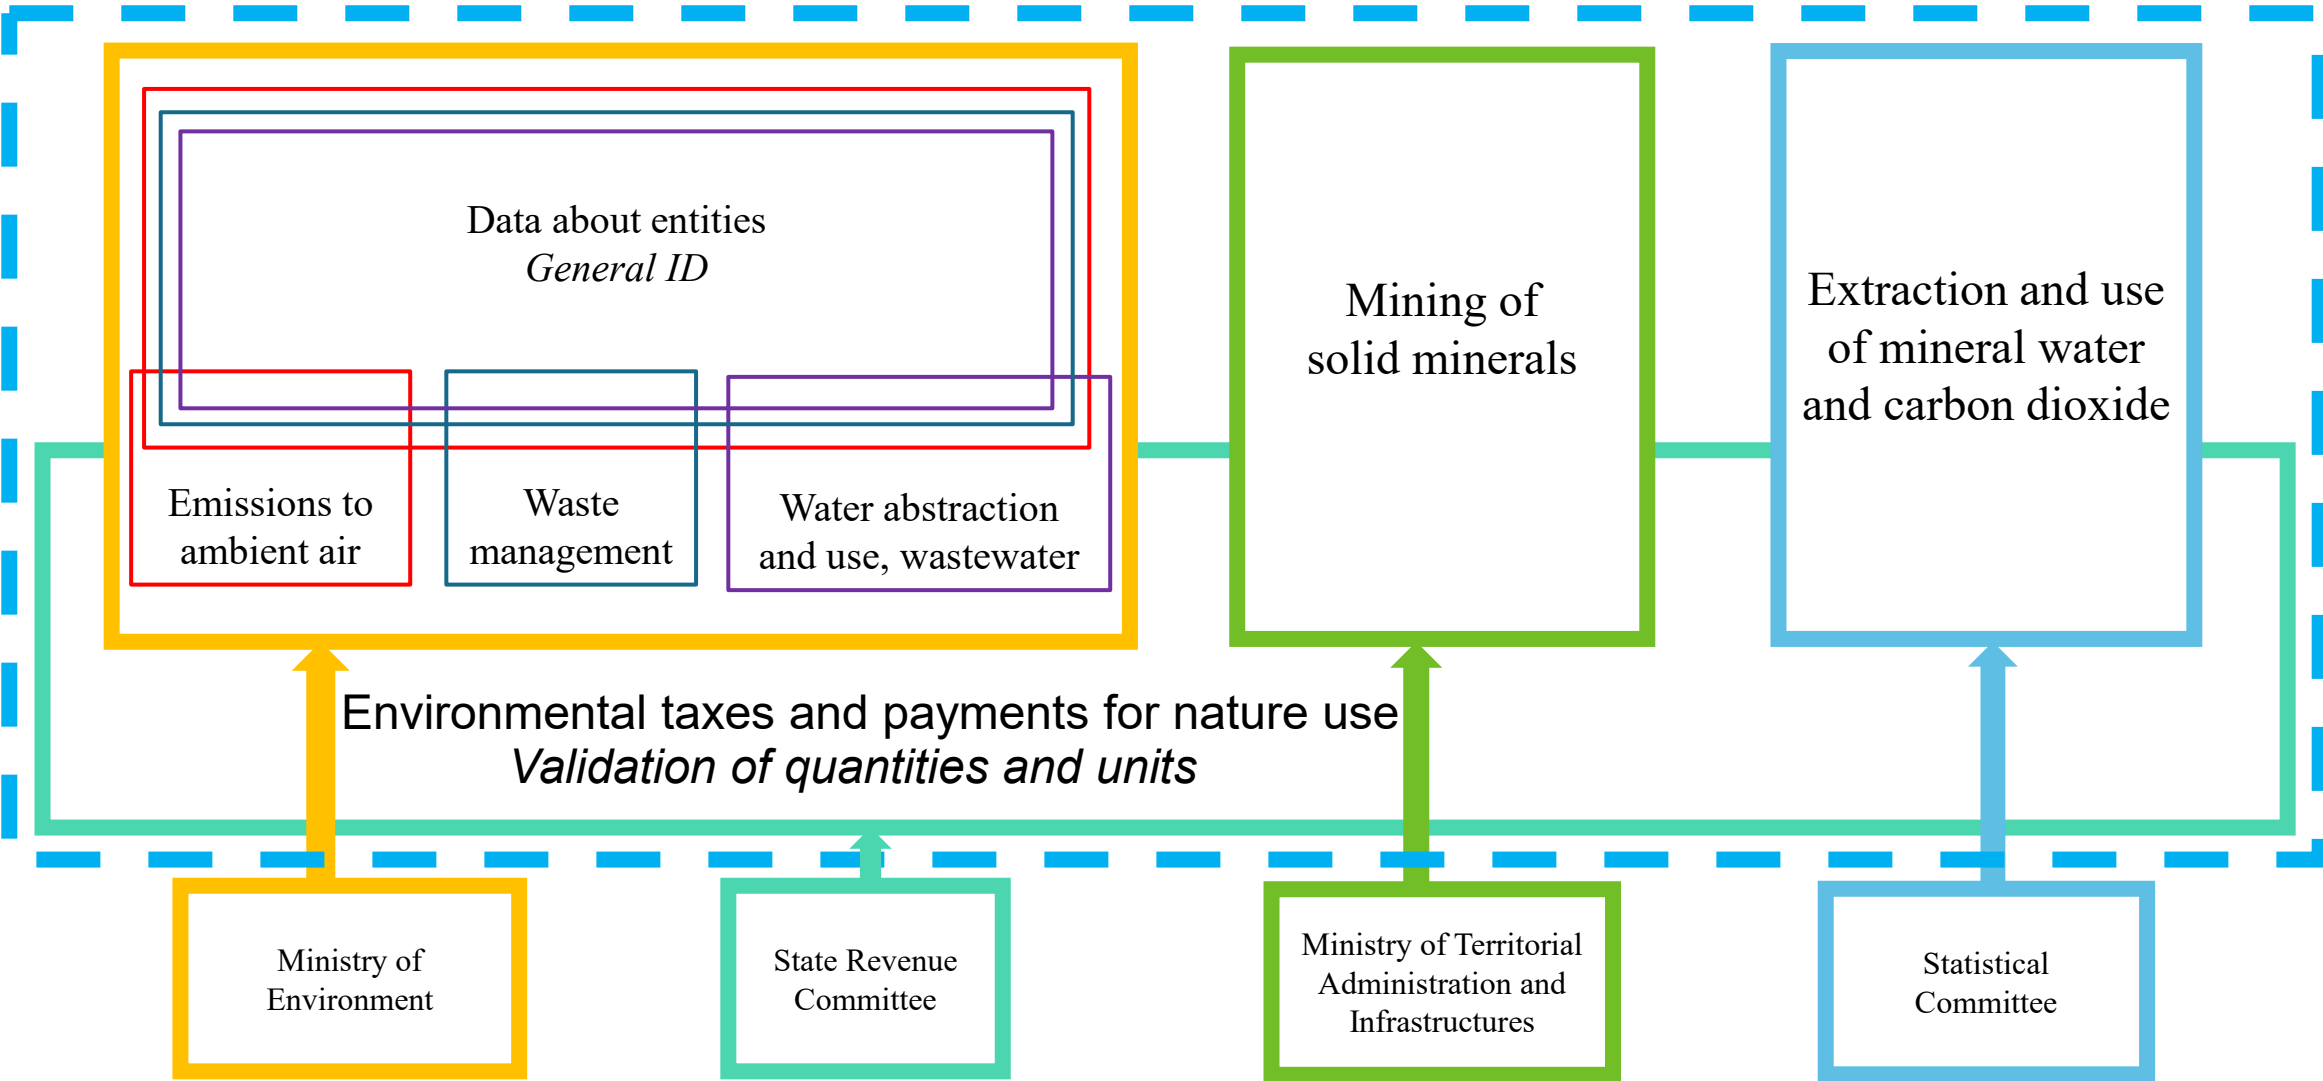 Data about entities
General ID
Emissions to
ambient air
Waste
management
Water abstraction
and use, wastewater
Mining of
solid minerals
Extraction and use
of mineral water
and carbon dioxide
Environmental taxes and payments for nature use
Validation of quantities and units
Ministry of
Environment
State Revenue
Committee
Ministry of Territorial
Administration and
Infrastructures
Statistical
Committee